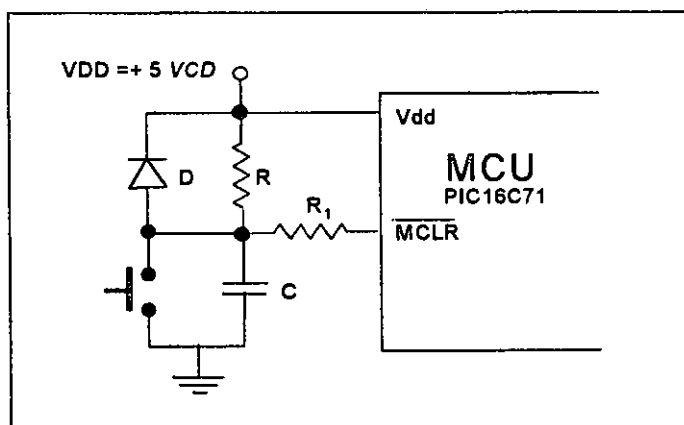 VDD =+ 5 VCD
Vdd
MCU
PIC16C71
D
R
R1
MCLR
C